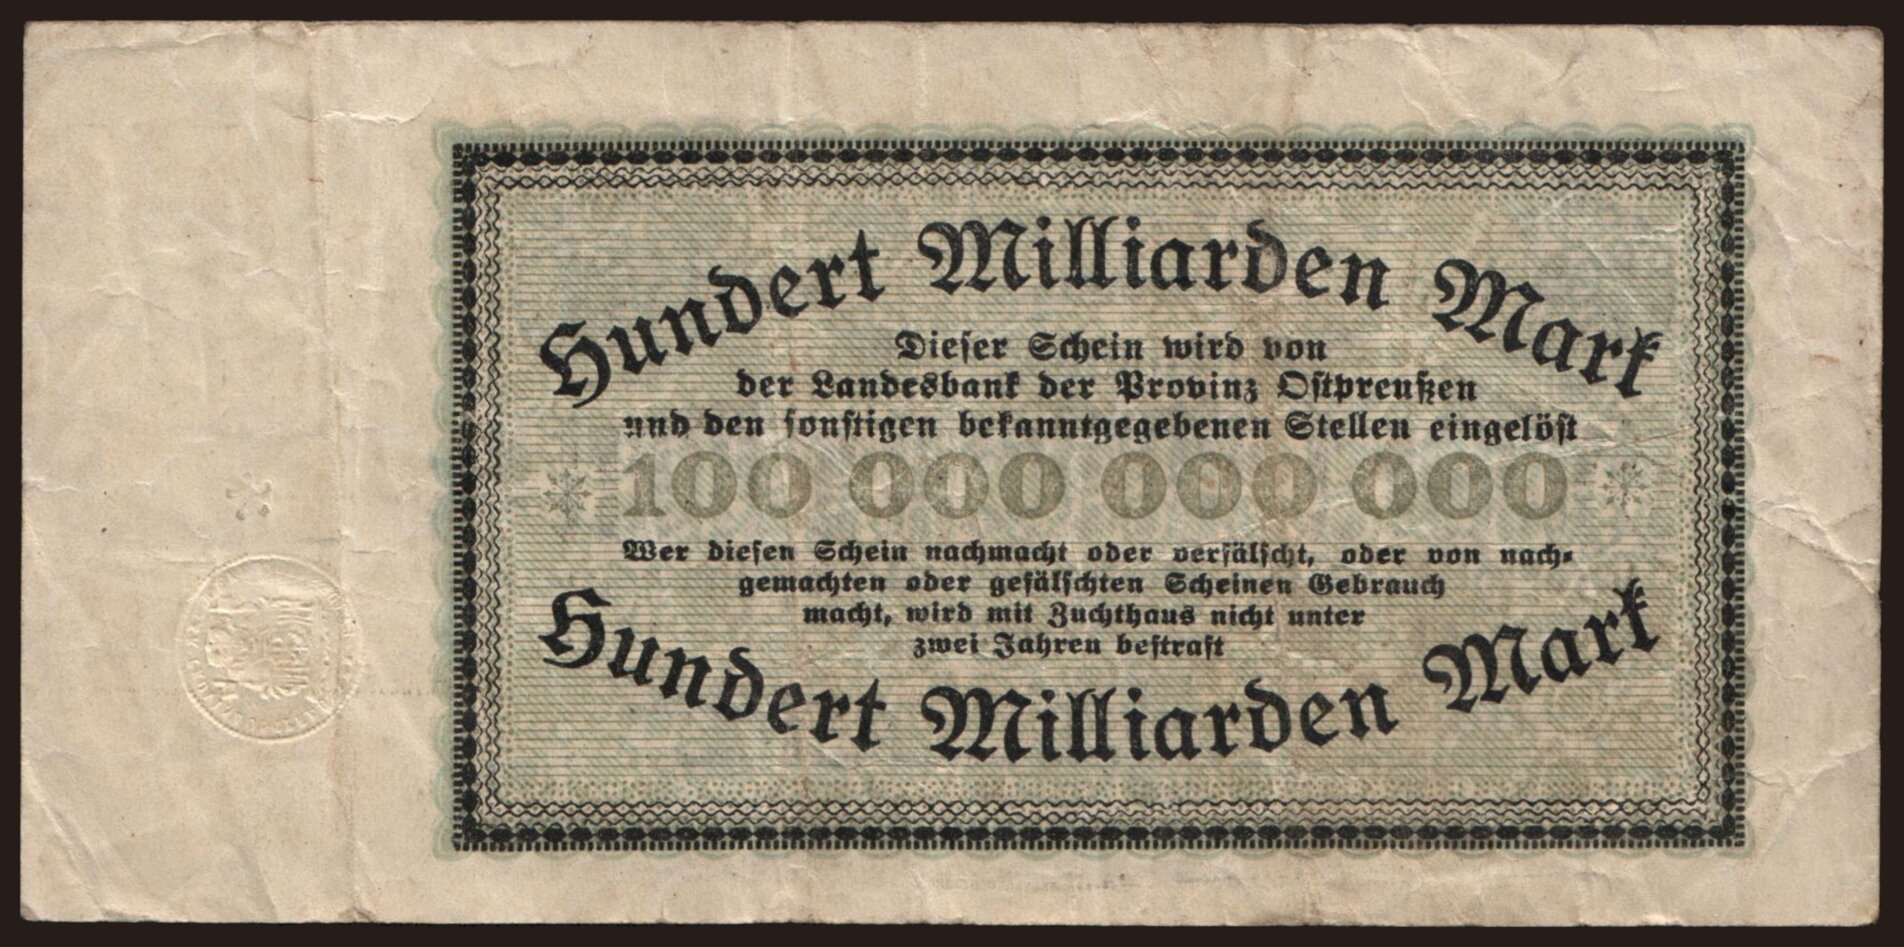 Hundert Milliarden Mark
Dieser Schein wird von
der Landesbank der Provinz Ostpreußen
und den sonstigen bekanntgegebenen Stellen eingelöst
100 000 000 000
Wer diesen Schein nachmacht oder verfälscht, oder von nach-
gemachten oder gefälschten Scheinen Gebrauch
macht, wird mit Zuchthaus nicht unter
zwei Jahren bestraft
Hundert Milliarden Mark